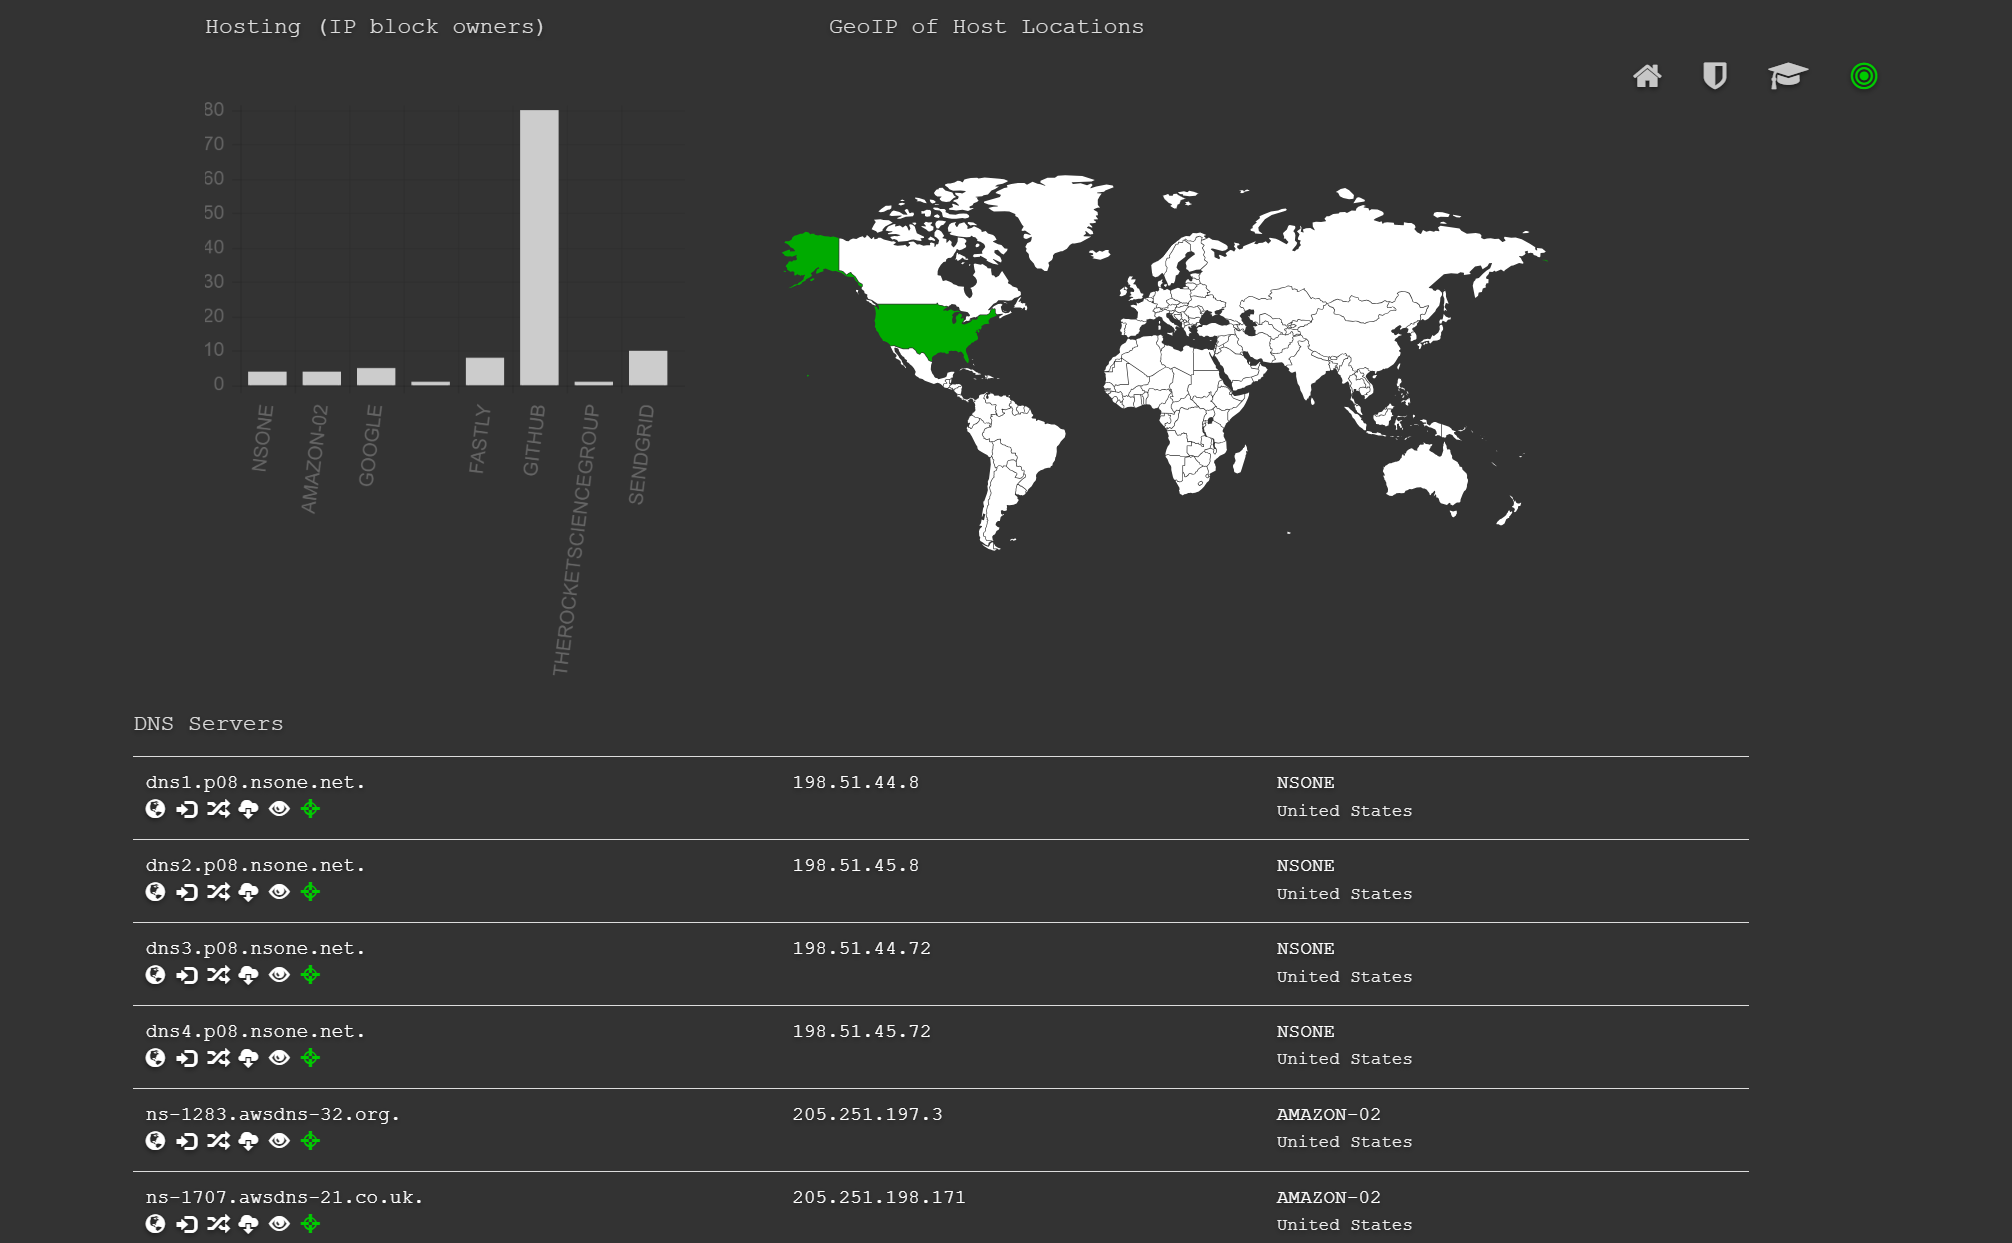 Hosting (IP block owners)
GeoIP of Host Locations
80
70
60
50
40
30
20
10
0
NSONE
AMAZON-02
GOOGLE
FASTLY
GITHUB
THEROCKETSCIENCEGROUP
SENDGRID
DNS Servers
dns1.p08.nsone.net. 198.51.44.8 NSONE
United States
dns2.p08.nsone.net. 198.51.45.8 NSONE
United States
dns3.p08.nsone.net. 198.51.44.72 NSONE
United States
dns4.p08.nsone.net. 198.51.45.72 NSONE
United States
ns-1283.awsdns-32.org. 205.251.197.3 AMAZON-02
United States
ns-1707.awsdns-21.co.uk. 205.251.198.171 AMAZON-02
United States